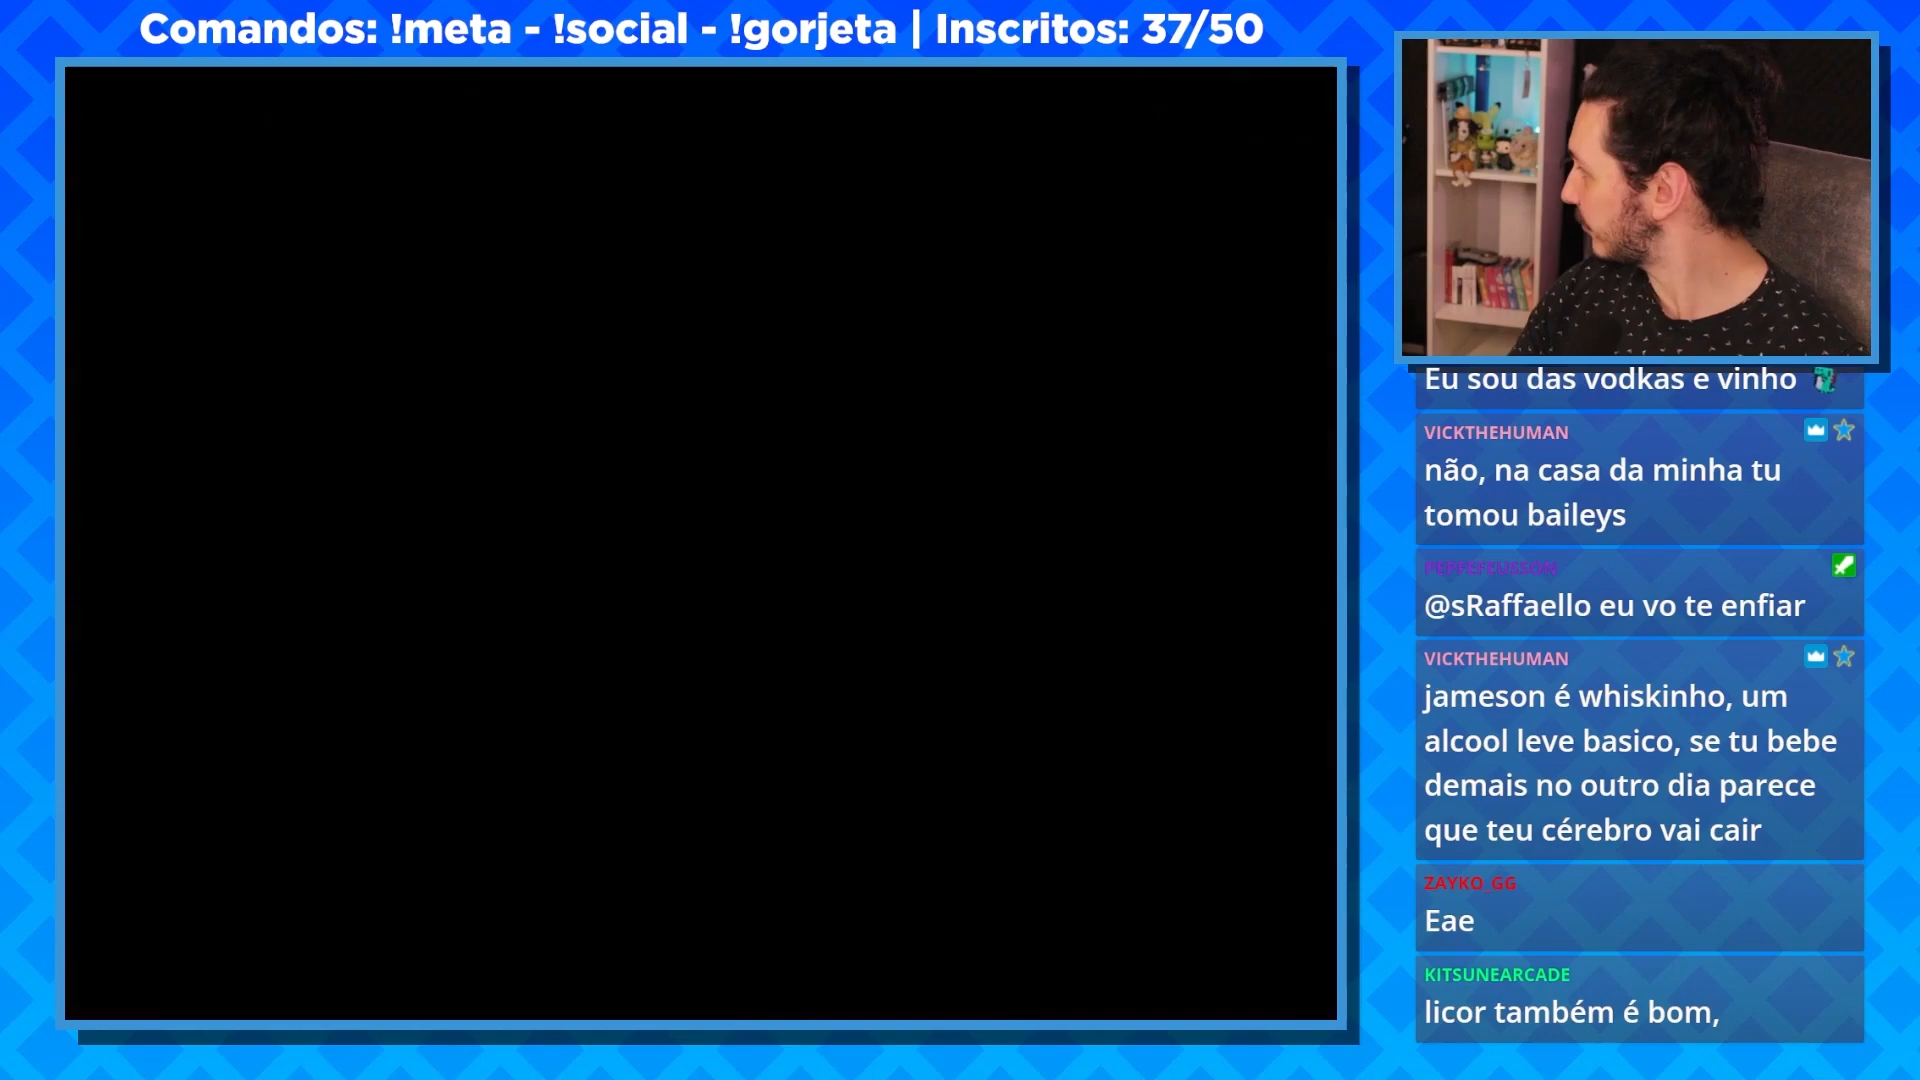 Comandos: !meta - !social - !gorjeta | Inscritos: 37/50
Eu sou das vodkas e vinho
VICKTHEHUMAN
não, na casa da minha tu
tomou baileys
PEFFEFEUSSON
@sRaffaello eu vo te enfiar
VICKTHEHUMAN
jameson é whiskinho, um
alcool leve basico, se tu bebe
demais no outro dia parece
que teu cérebro vai cair
ZAYKO_GG
Eae
KITSUNEARCADE
licor também é bom,